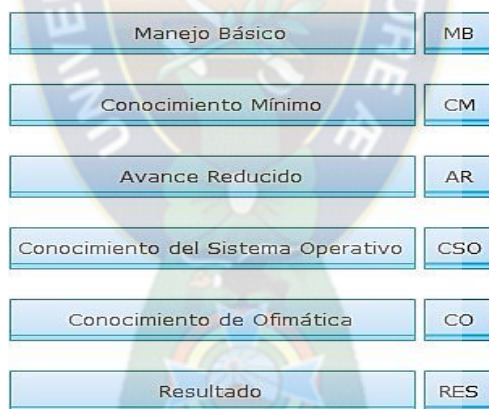 Manejo Básico MB
Conocimiento Mínimo CM
Avance Reducido AR
Conocimiento del Sistema Operativo CSO
Conocimiento de Ofimática CO
Resultado RES